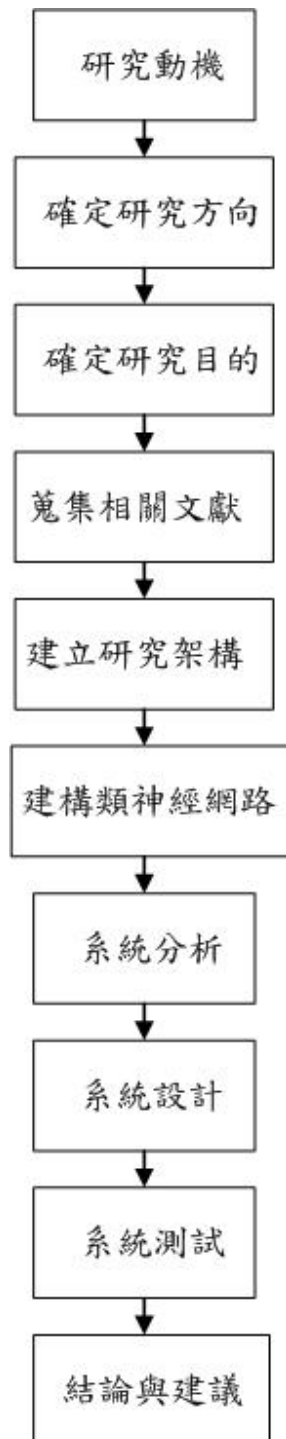 研究動機
確定研究方向
確定研究目的
蒐集相關文獻
建立研究架構
建構類神經網路
系統分析
系統設計
系統測試
結論與建議